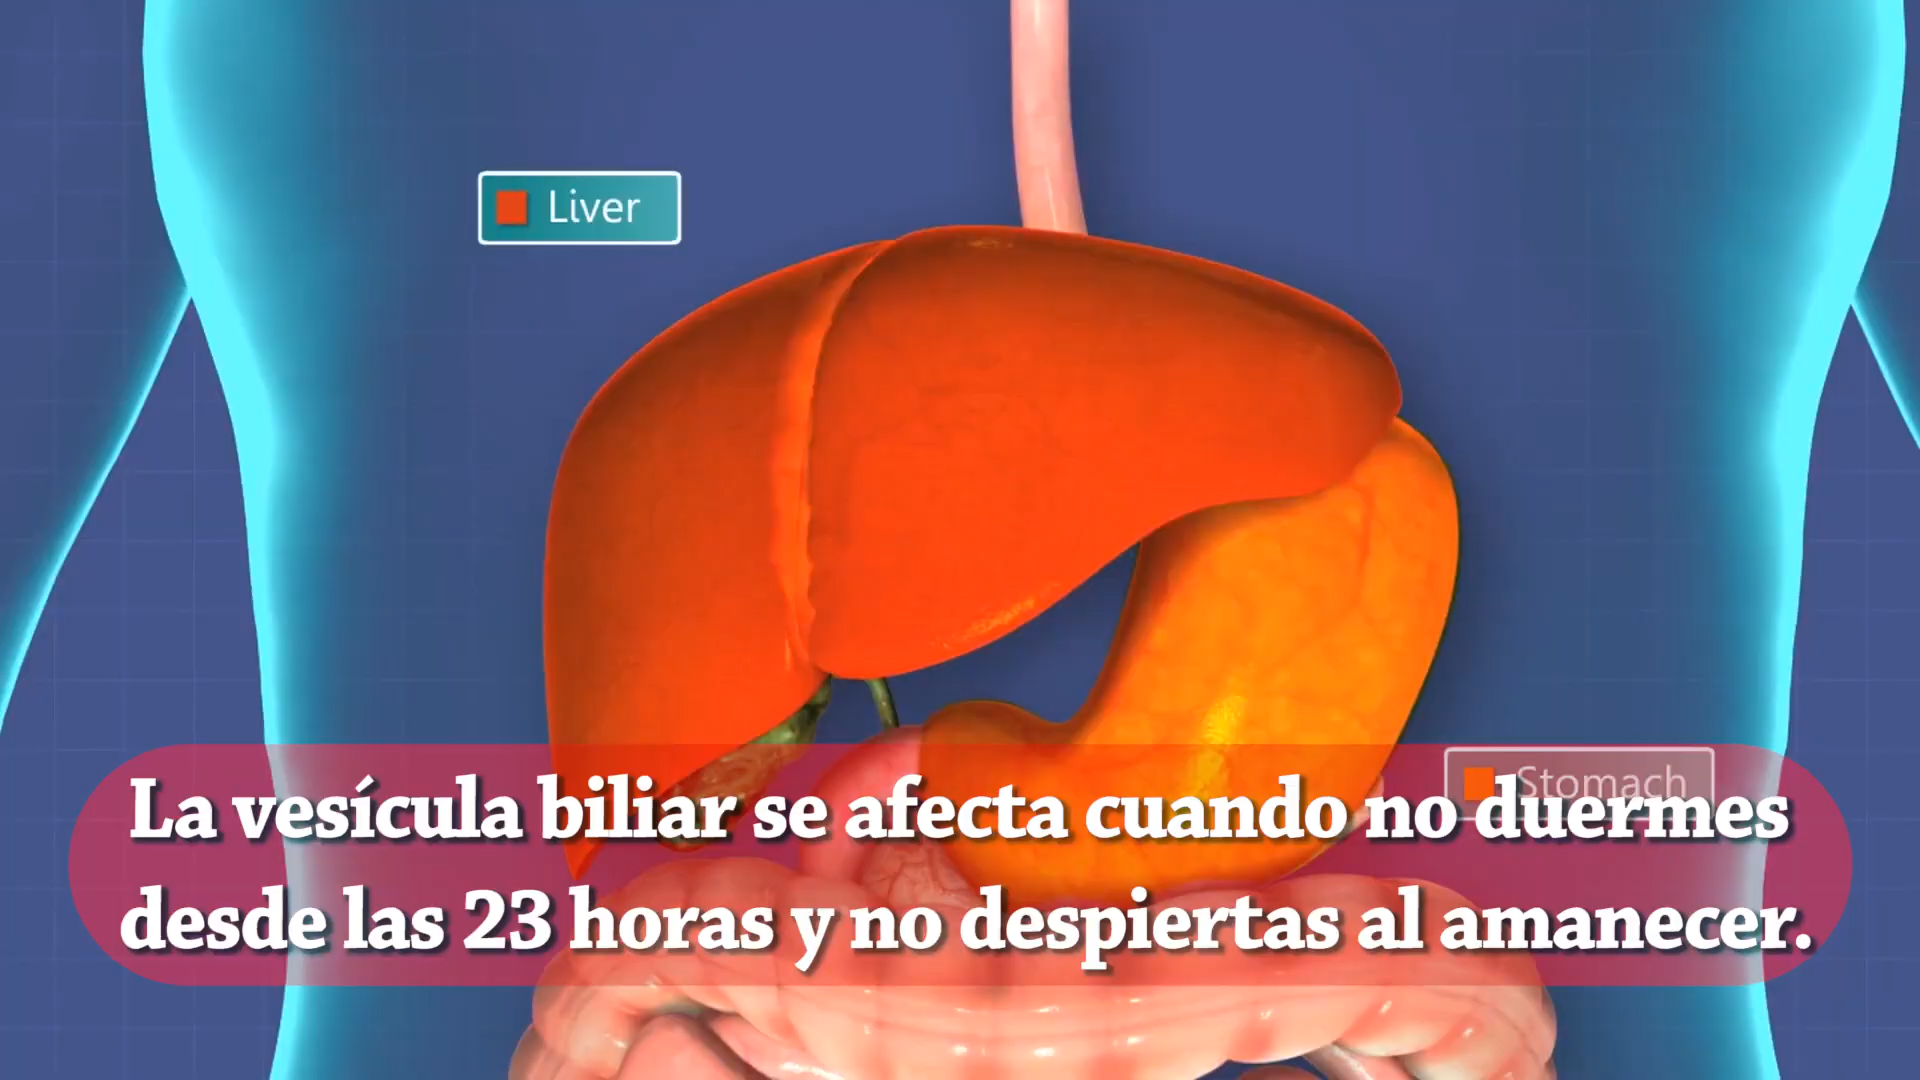 Liver
Stomach
La vesícula biliar se afecta cuando no duermes
desde las 23 horas y no despiertas al amanecer.